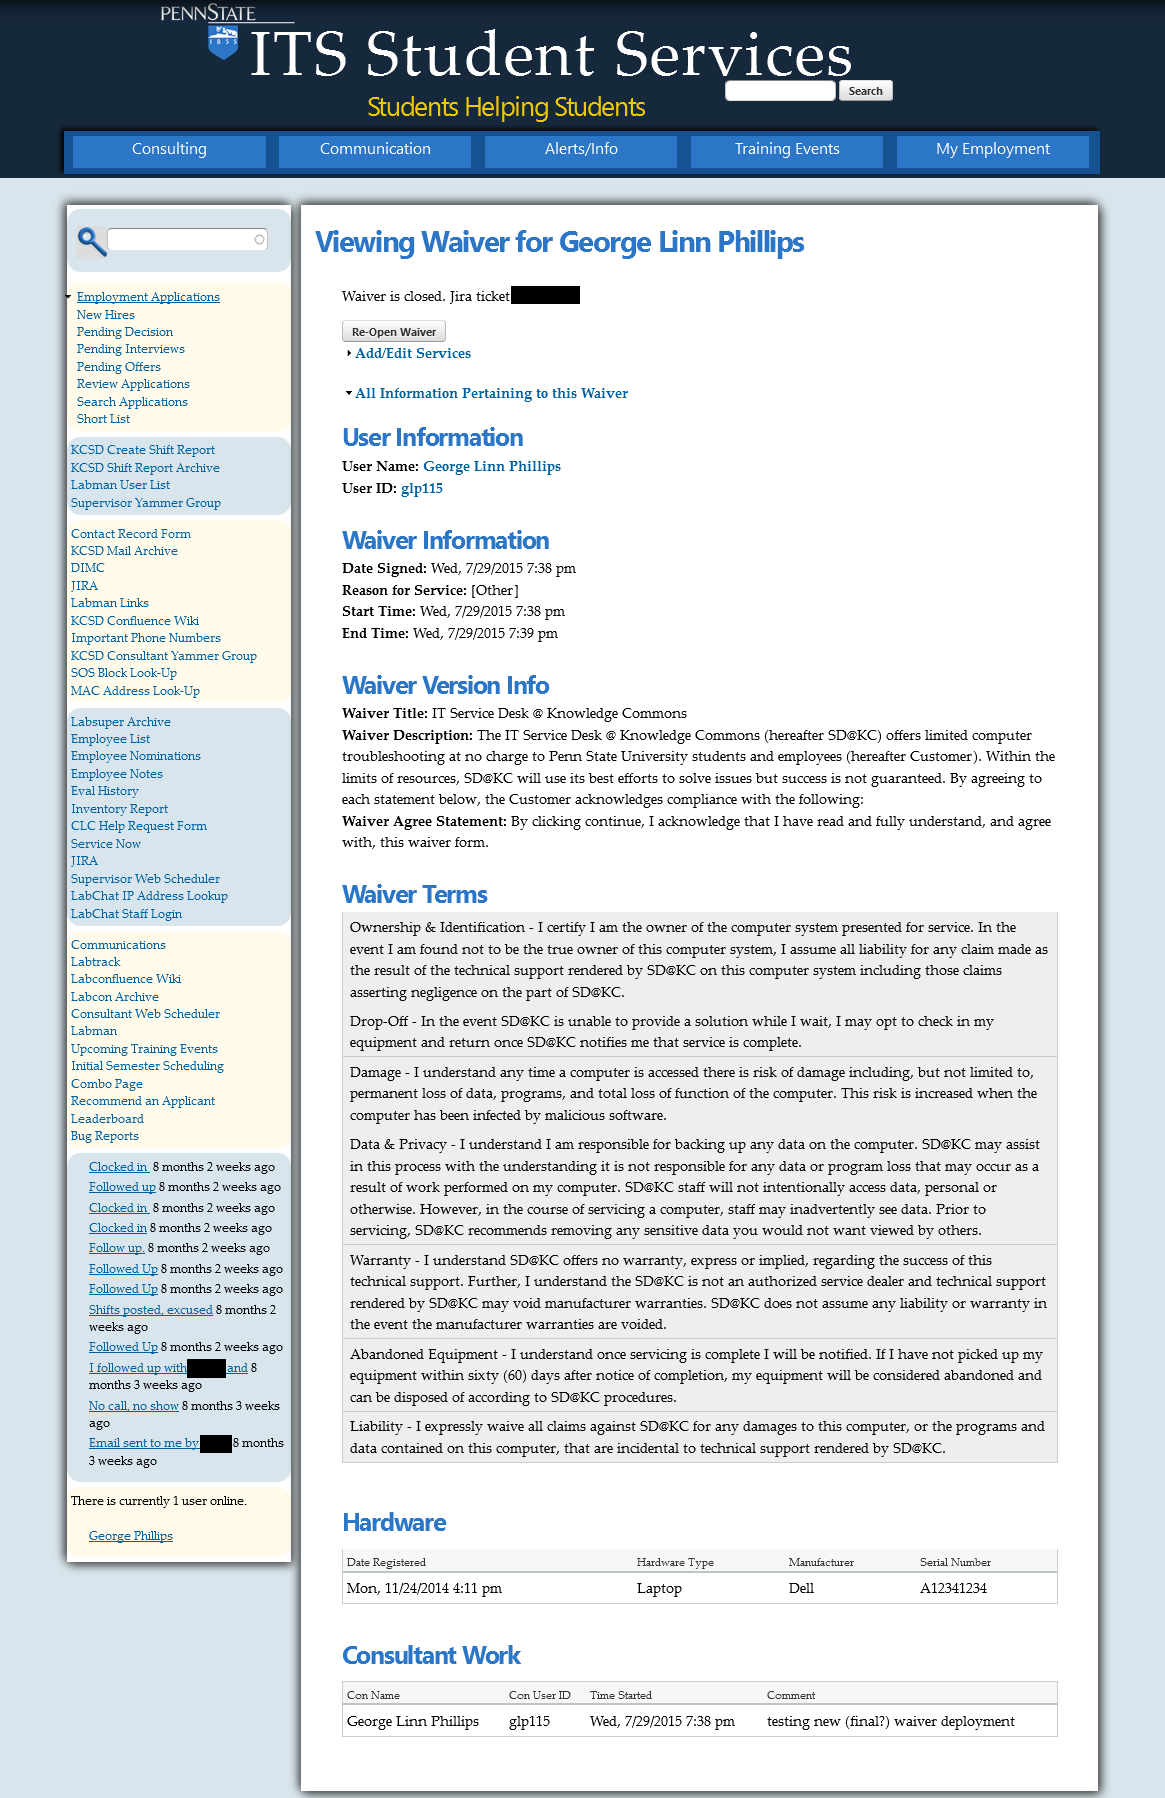 PENNSTATE
1855
ITS Student Services
Students Helping Students
Search
Consulting
Communication
Alerts/Info
Training Events
My Employment
Employment Applications
New Hires
Pending Decision
Pending Interviews
Pending Offers
Review Applications
Search Applications
Short List
KCSD Create Shift Report
KCSD Shift Report Archive
Labman User List
Supervisor Yammer Group
Contact Record Form
KCSD Mail Archive
DIMC
JIRA
Labman Links
KCSD Confluence Wiki
Important Phone Numbers
KCSD Consultant Yammer Group
SOS Block Look-Up
MAC Address Look-Up
Labsuper Archive
Employee List
Employee Nominations
Employee Notes
Eval History
Inventory Report
CLC Help Request Form
Service Now
JIRA
Supervisor Web Scheduler
LabChat IP Address Lookup
LabChat Staff Login
Communications
Labtrack
Labconfluence Wiki
Labcon Archive
Consultant Web Scheduler
Labman
Upcoming Training Events
Initial Semester Scheduling
Combo Page
Recommend an Applicant
Leaderboard
Bug Reports
Clocked in 8 months 2 weeks ago
Followed up 8 months 2 weeks ago
Clocked in 8 months 2 weeks ago
Clocked in 8 months 2 weeks ago
Follow up. 8 months 2 weeks ago
Followed Up 8 months 2 weeks ago
Followed Up 8 months 2 weeks ago
Shifts posted, excused 8 months 2
weeks ago
Followed Up 8 months 2 weeks ago
I followed up with and 8
months 3 weeks ago
No call, no show 8 months 3 weeks
ago
Email sent to me by 8 months
3 weeks ago
There is currently 1 user online.
George Phillips
Viewing Waiver for George Linn Phillips
Waiver is closed. Jira ticket
Re-Open Waiver
Add/Edit Services
All Information Pertaining to this Waiver
User Information
User Name: George Linn Phillips
User ID: glp115
Waiver Information
Date Signed: Wed, 7/29/2015 7:38 pm
Reason for Service: [Other]
Start Time: Wed, 7/29/2015 7:38 pm
End Time: Wed, 7/29/2015 7:39 pm
Waiver Version Info
Waiver Title: IT Service Desk @ Knowledge Commons
Waiver Description: The IT Service Desk @ Knowledge Commons (hereafter SD@KC) offers limited computer
troubleshooting at no charge to Penn State University students and employees (hereafter Customer). Within the
limits of resources, SD@KC will use its best efforts to solve issues but success is not guaranteed. By agreeing to
each statement below, the Customer acknowledges compliance with the following:
Waiver Agree Statement: By clicking continue, I acknowledge that I have read and fully understand, and agree
with, this waiver form.
Waiver Terms
Ownership & Identification - I certify I am the owner of the computer system presented for service. In the
event I am found not to be the true owner of this computer system, I assume all liability for any claim made as
the result of the technical support rendered by SD@KC on this computer system including those claims
asserting negligence on the part of SD@KC.
Drop-Off - In the event SD@KC is unable to provide a solution while I wait, I may opt to check in my
equipment and return once SD@KC notifies me that service is complete.
Damage - I understand any time a computer is accessed there is risk of damage including, but not limited to,
permanent loss of data, programs, and total loss of function of the computer. This risk is increased when the
computer has been infected by malicious software.
Data & Privacy - I understand I am responsible for backing up any data on the computer. SD@KC may assist
in this process with the understanding it is not responsible for any data or program loss that may occur as a
result of work performed on my computer. SD@KC staff will not intentionally access data, personal or
otherwise. However, in the course of servicing a computer, staff may inadvertently see data. Prior to
servicing, SD@KC recommends removing any sensitive data you would not want viewed by others.
Warranty - I understand SD@KC offers no warranty, express or implied, regarding the success of this
technical support. Further, I understand the SD@KC is not an authorized service dealer and technical support
rendered by SD@KC may void manufacturer warranties. SD@KC does not assume any liability or warranty in
the event the manufacturer warranties are voided.
Abandoned Equipment - I understand once servicing is complete I will be notified. If I have not picked up my
equipment within sixty (60) days after notice of completion, my equipment will be considered abandoned and
can be disposed of according to SD@KC procedures.
Liability - I expressly waive all claims against SD@KC for any damages to this computer, or the programs and
data contained on this computer, that are incidental to technical support rendered by SD@KC.
Hardware
Date Registered Hardware Type Manufacturer Serial Number
Mon, 11/24/2014 4:11 pm Laptop Dell A12341234
Consultant Work
Con Name Con User ID Time Started Comment
George Linn Phillips glp115 Wed, 7/29/2015 7:38 pm testing new (final?) waiver deployment